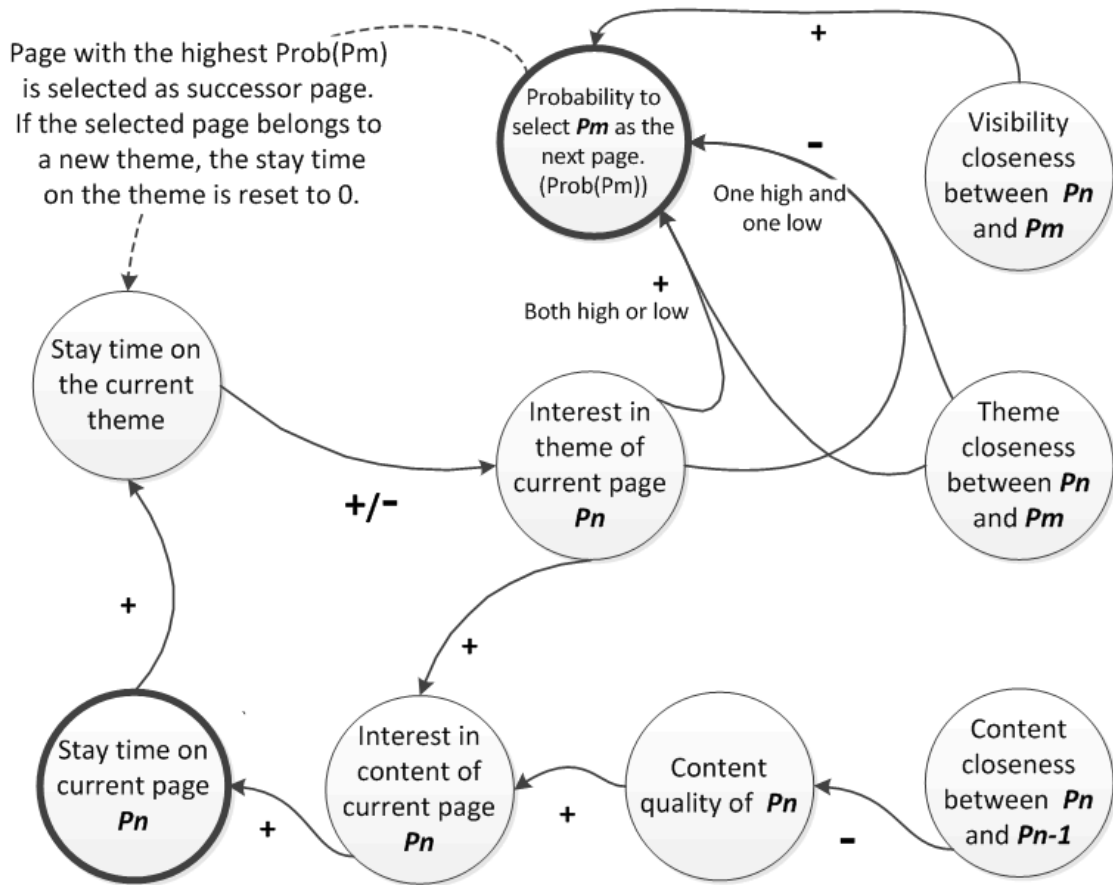 Page with the highest Prob(Pm)
is selected as successor page.
If the selected page belongs to
a new theme, the stay time
on the theme is reset to 0.
Probability to
select Pm as the
next page.
(Prob(Pm))
+
Visibility
closeness
between Pn
and Pm
-
One high and
one low
+
Both high or low
Stay time on
the current
theme
+/-
Interest in
theme of
current page
Pn
Theme
closeness
between Pn
and Pm
+
+
Stay time on
current page
Pn
+
Interest in
content of
current page
Pn
+
Content
quality of Pn
-
Content
closeness
between Pn
and Pn-1